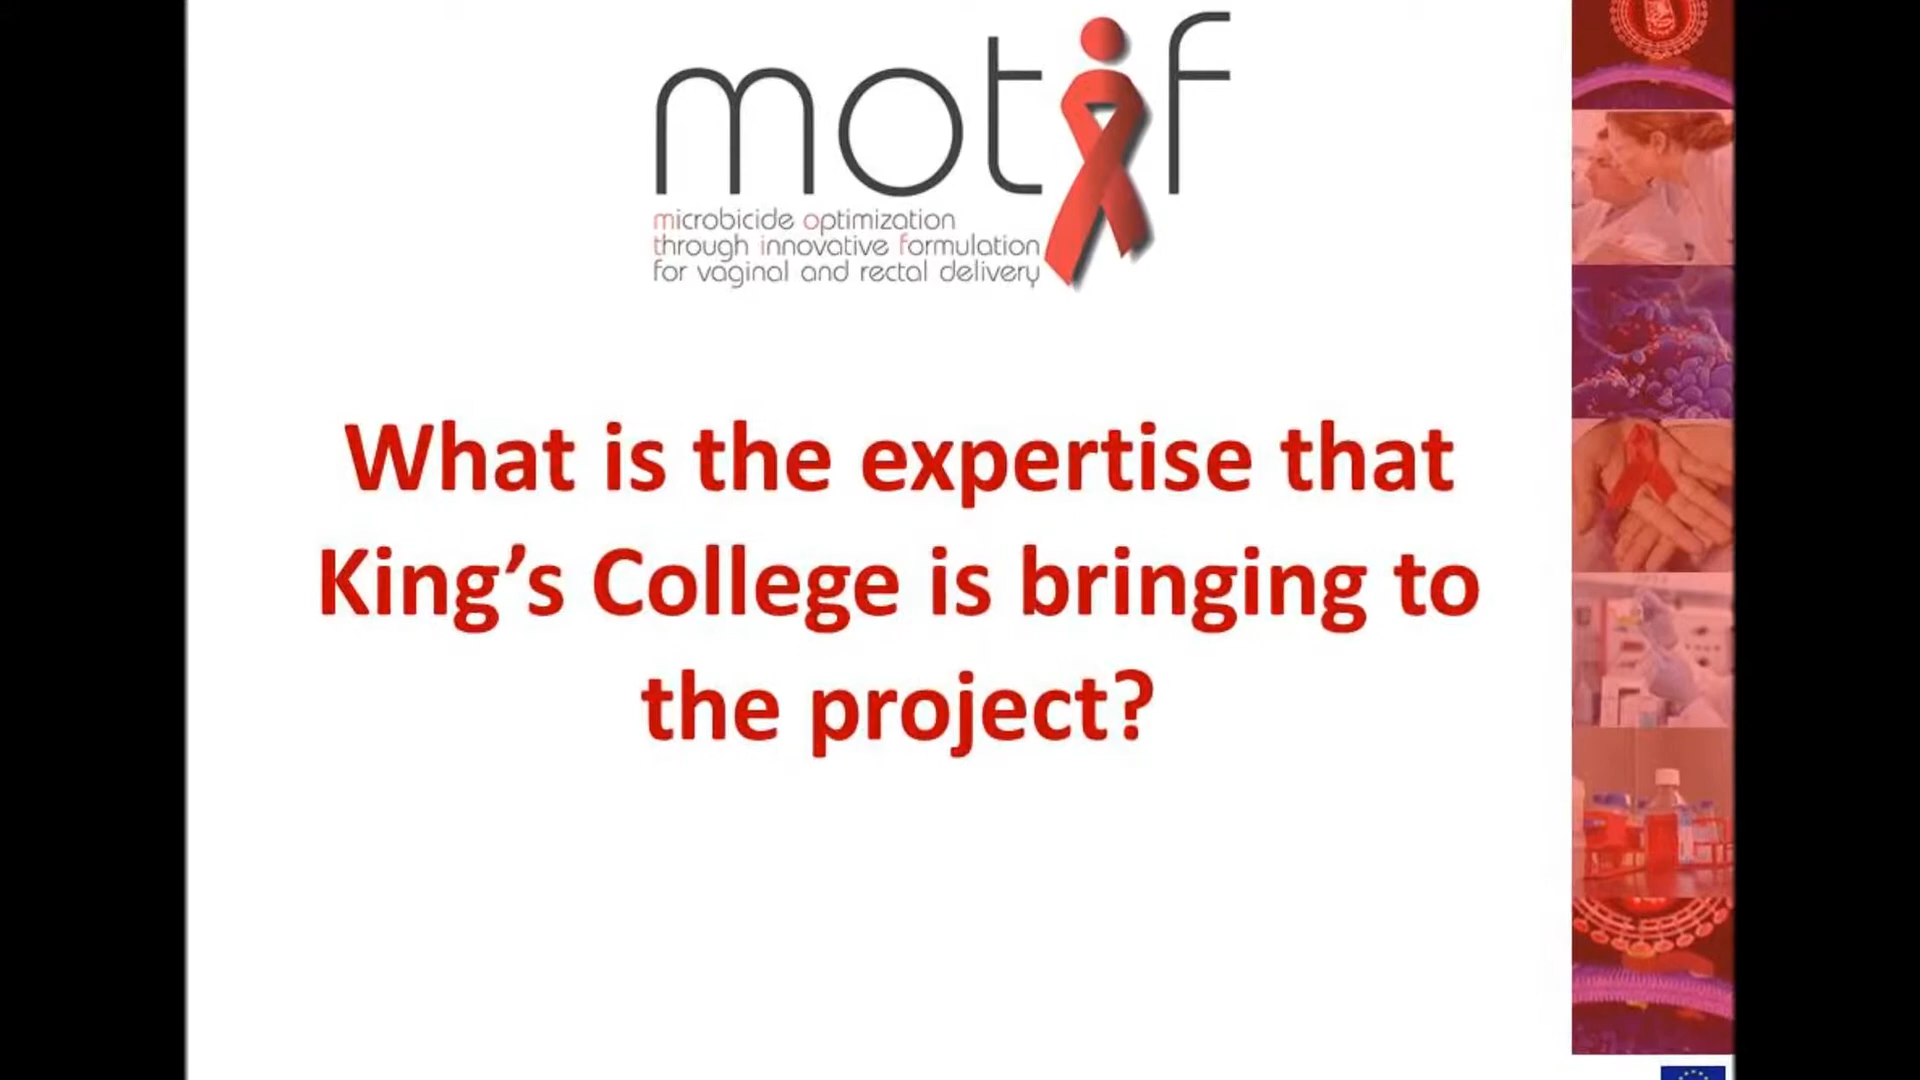 motif
microbicide optimization
through innovative formulation
for vaginal and rectal delivery
What is the expertise that
King’s College is bringing to
the project?